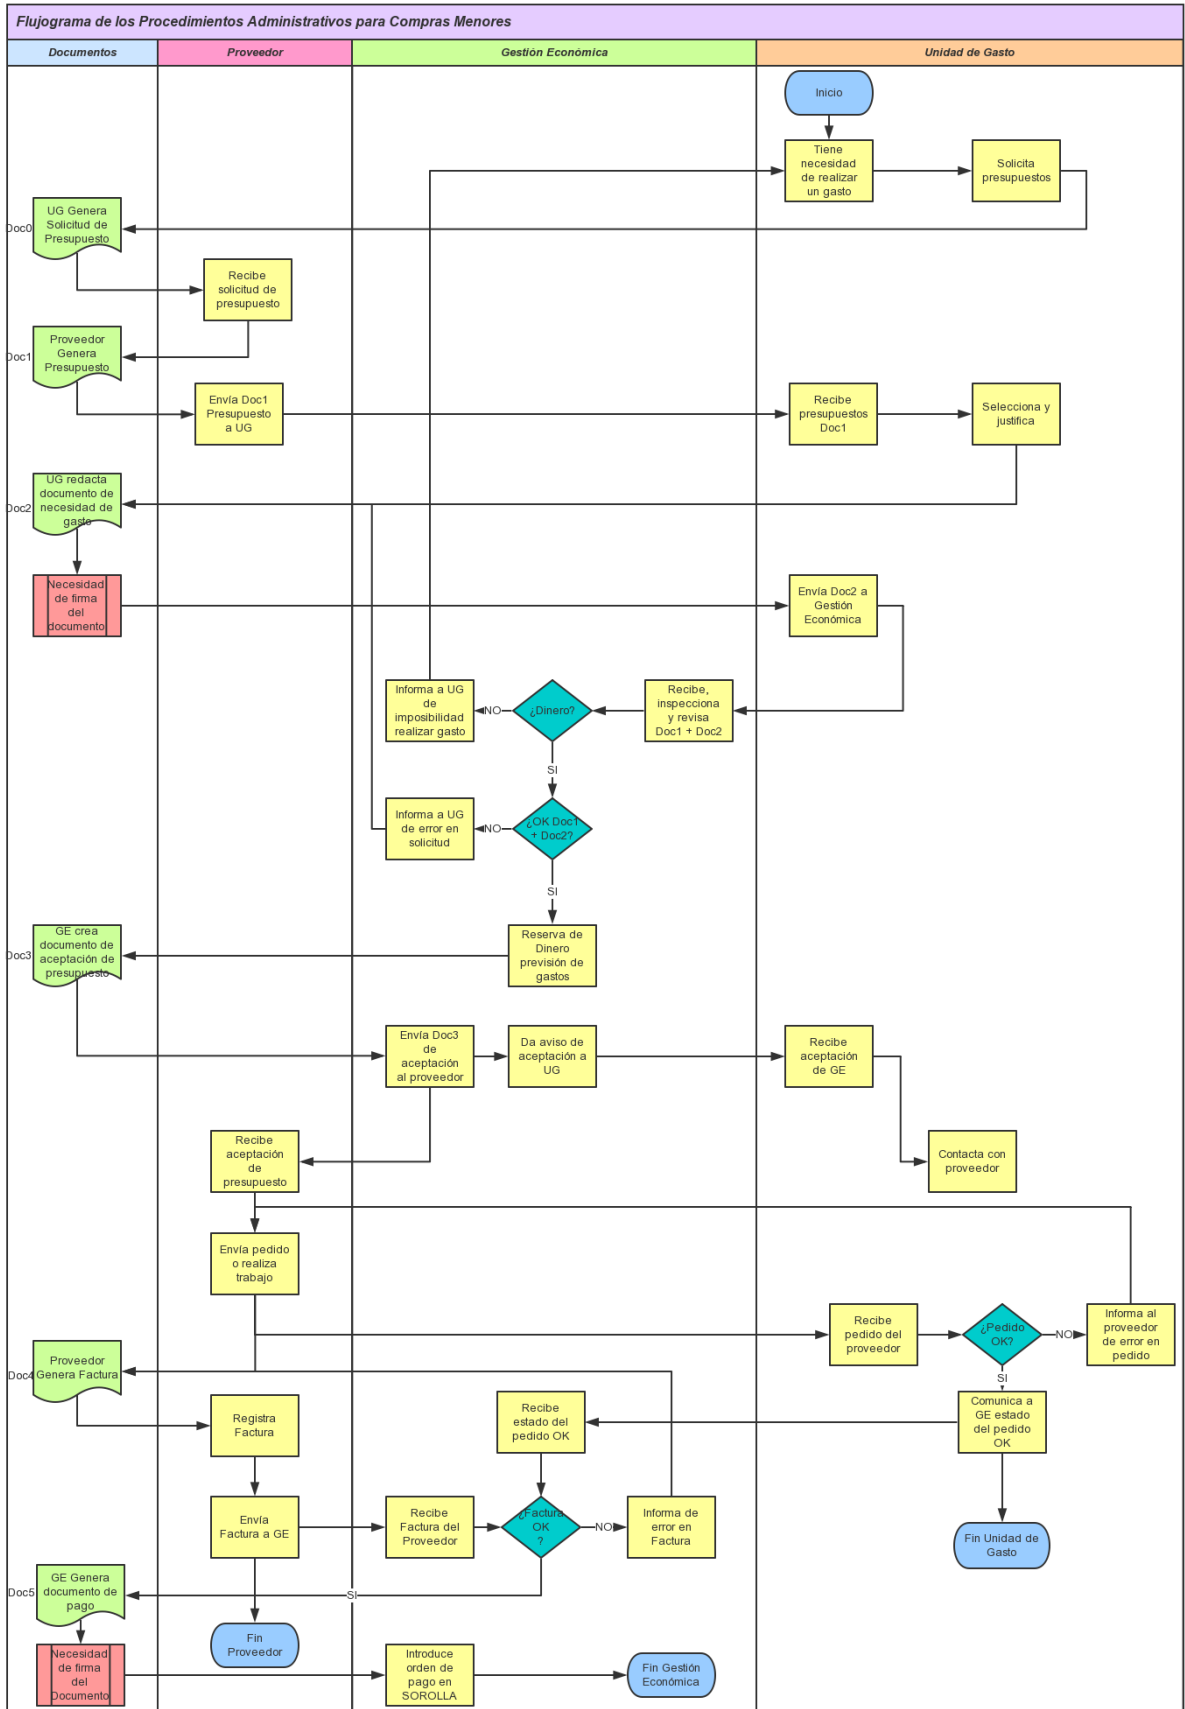 Flujograma de los Procedimientos Administrativos para Compras Menores
Documentos
Proveedor
Gestión Económica
Unidad de Gasto
Inicio
Tiene
necesidad
de realizar
un gasto
Solicita
presupuestos
Doc0
UG Genera
Solicitud de
Presupuesto
Recibe
solicitud de
presupuesto
Doc1
Proveedor
Genera
Presupuesto
Envía Doc1
Presupuesto
a UG
Recibe
presupuestos
Doc1
Selecciona y
justifica
Doc2
UG redacta
documento de
necesidad de
gasto
Necesidad
de firma
del
documento
Envía Doc2 a
Gestión
Económica
Informa a UG
de
imposibilidad
realizar gasto
NO
¿Dinero?
Recibe,
inspecciona
y revisa
Doc1 + Doc2
SI
Informa a UG
de error en
solicitud
NO
¿OK Doc1
+ Doc2?
SI
Doc3
GE crea
documento de
aceptación de
presupuesto
Reserva de
Dinero
previsión de
gastos
Envía Doc3
de
aceptación
al proveedor
Da aviso de
aceptación a
UG
Recibe
aceptación
de GE
Recibe
aceptación
de
presupuesto
Contacta con
proveedor
Envía pedido
o realiza
trabajo
Recibe
pedido del
proveedor
¿Pedido
OK?
NO
Informa al
proveedor
de error en
pedido
SI
Doc4
Proveedor
Genera Factura
Registra
Factura
Recibe
estado del
pedido OK
Comunica a
GE estado
del pedido
OK
Envía
Factura a GE
Recibe
Factura del
Proveedor
¿Factura
OK
?
NO
Informa de
error en
Factura
Fin Unidad de
Gasto
SI
Doc5
GE Genera
documento de
pago
Fin
Proveedor
Necesidad
de firma
del
Documento
Introduce
orden de
pago en
SOROLLA
Fin Gestión
Económica